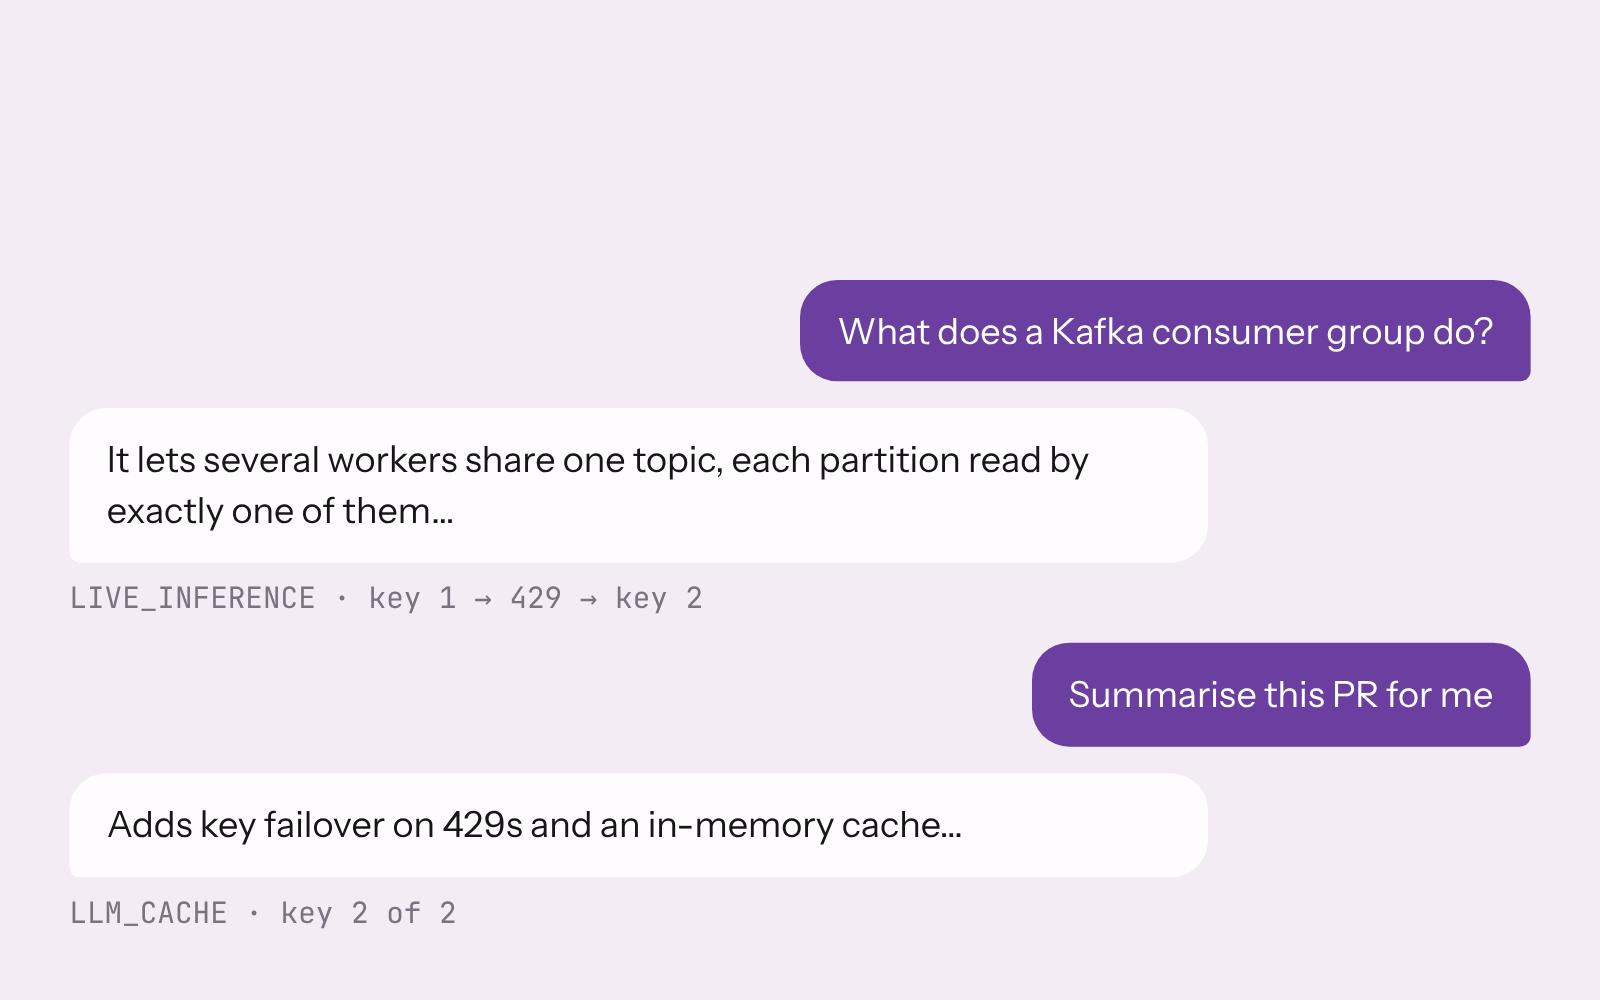 What does a Kafka consumer group do?
It lets several workers share one topic, each partition read by
exactly one of them...
LIVE_INFERENCE · key 1 → 429 → key 2
Summarise this PR for me
Adds key failover on 429s and an in-memory cache...
LLM_CACHE · key 2 of 2